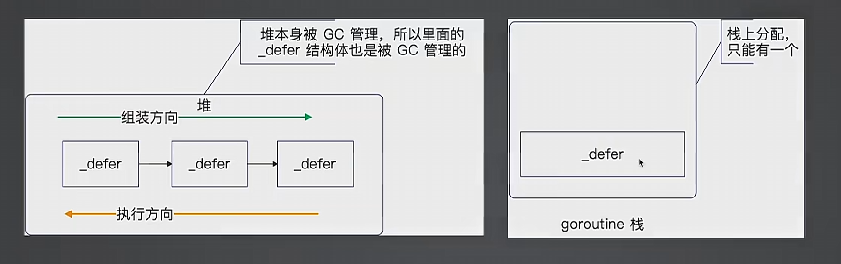 堆本身被 GC 管理，所以里面的
_defer 结构体也是被 GC 管理的
堆
组装方向
_defer
_defer
_defer
执行方向
栈上分配，
只能有一个
_defer
goroutine 栈